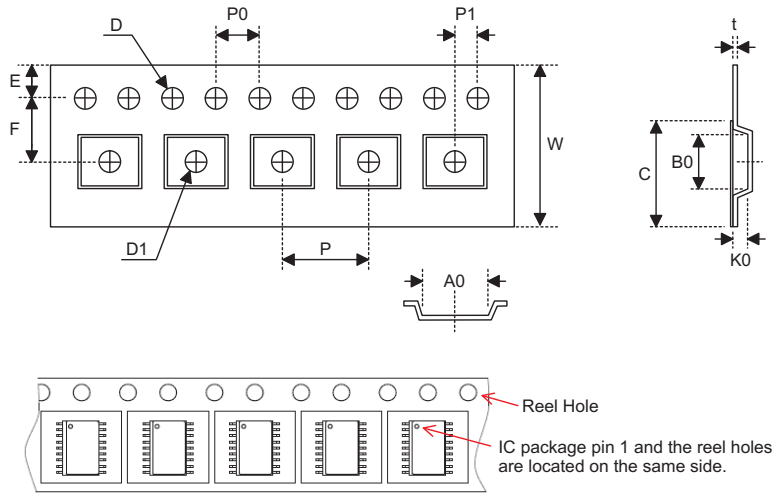 D
P0
P1
t
E
F
W
C
B0
D1
P
K0
A0
Reel Hole
IC package pin 1 and the reel holes
are located on the same side.